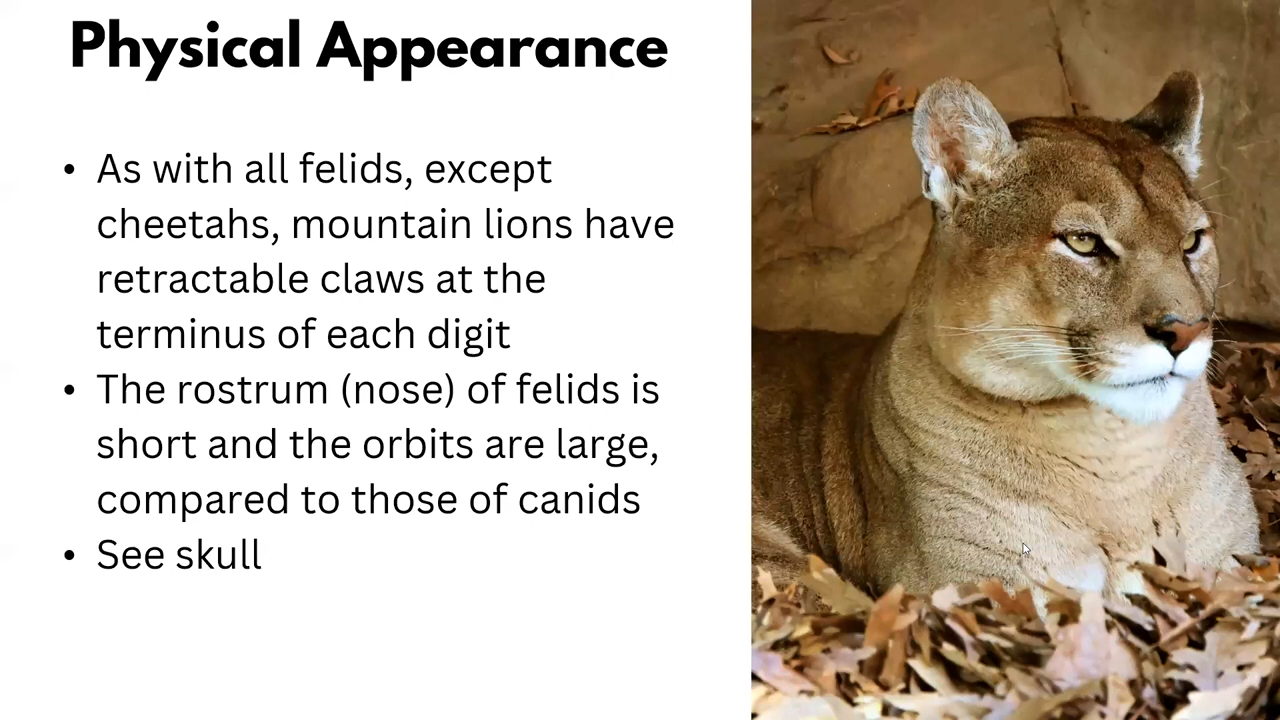 Physical Appearance
• As with all felids, except
cheetahs, mountain lions have
retractable claws at the
terminus of each digit
• The rostrum (nose) of felids is
short and the orbits are large,
compared to those of canids
• See skull